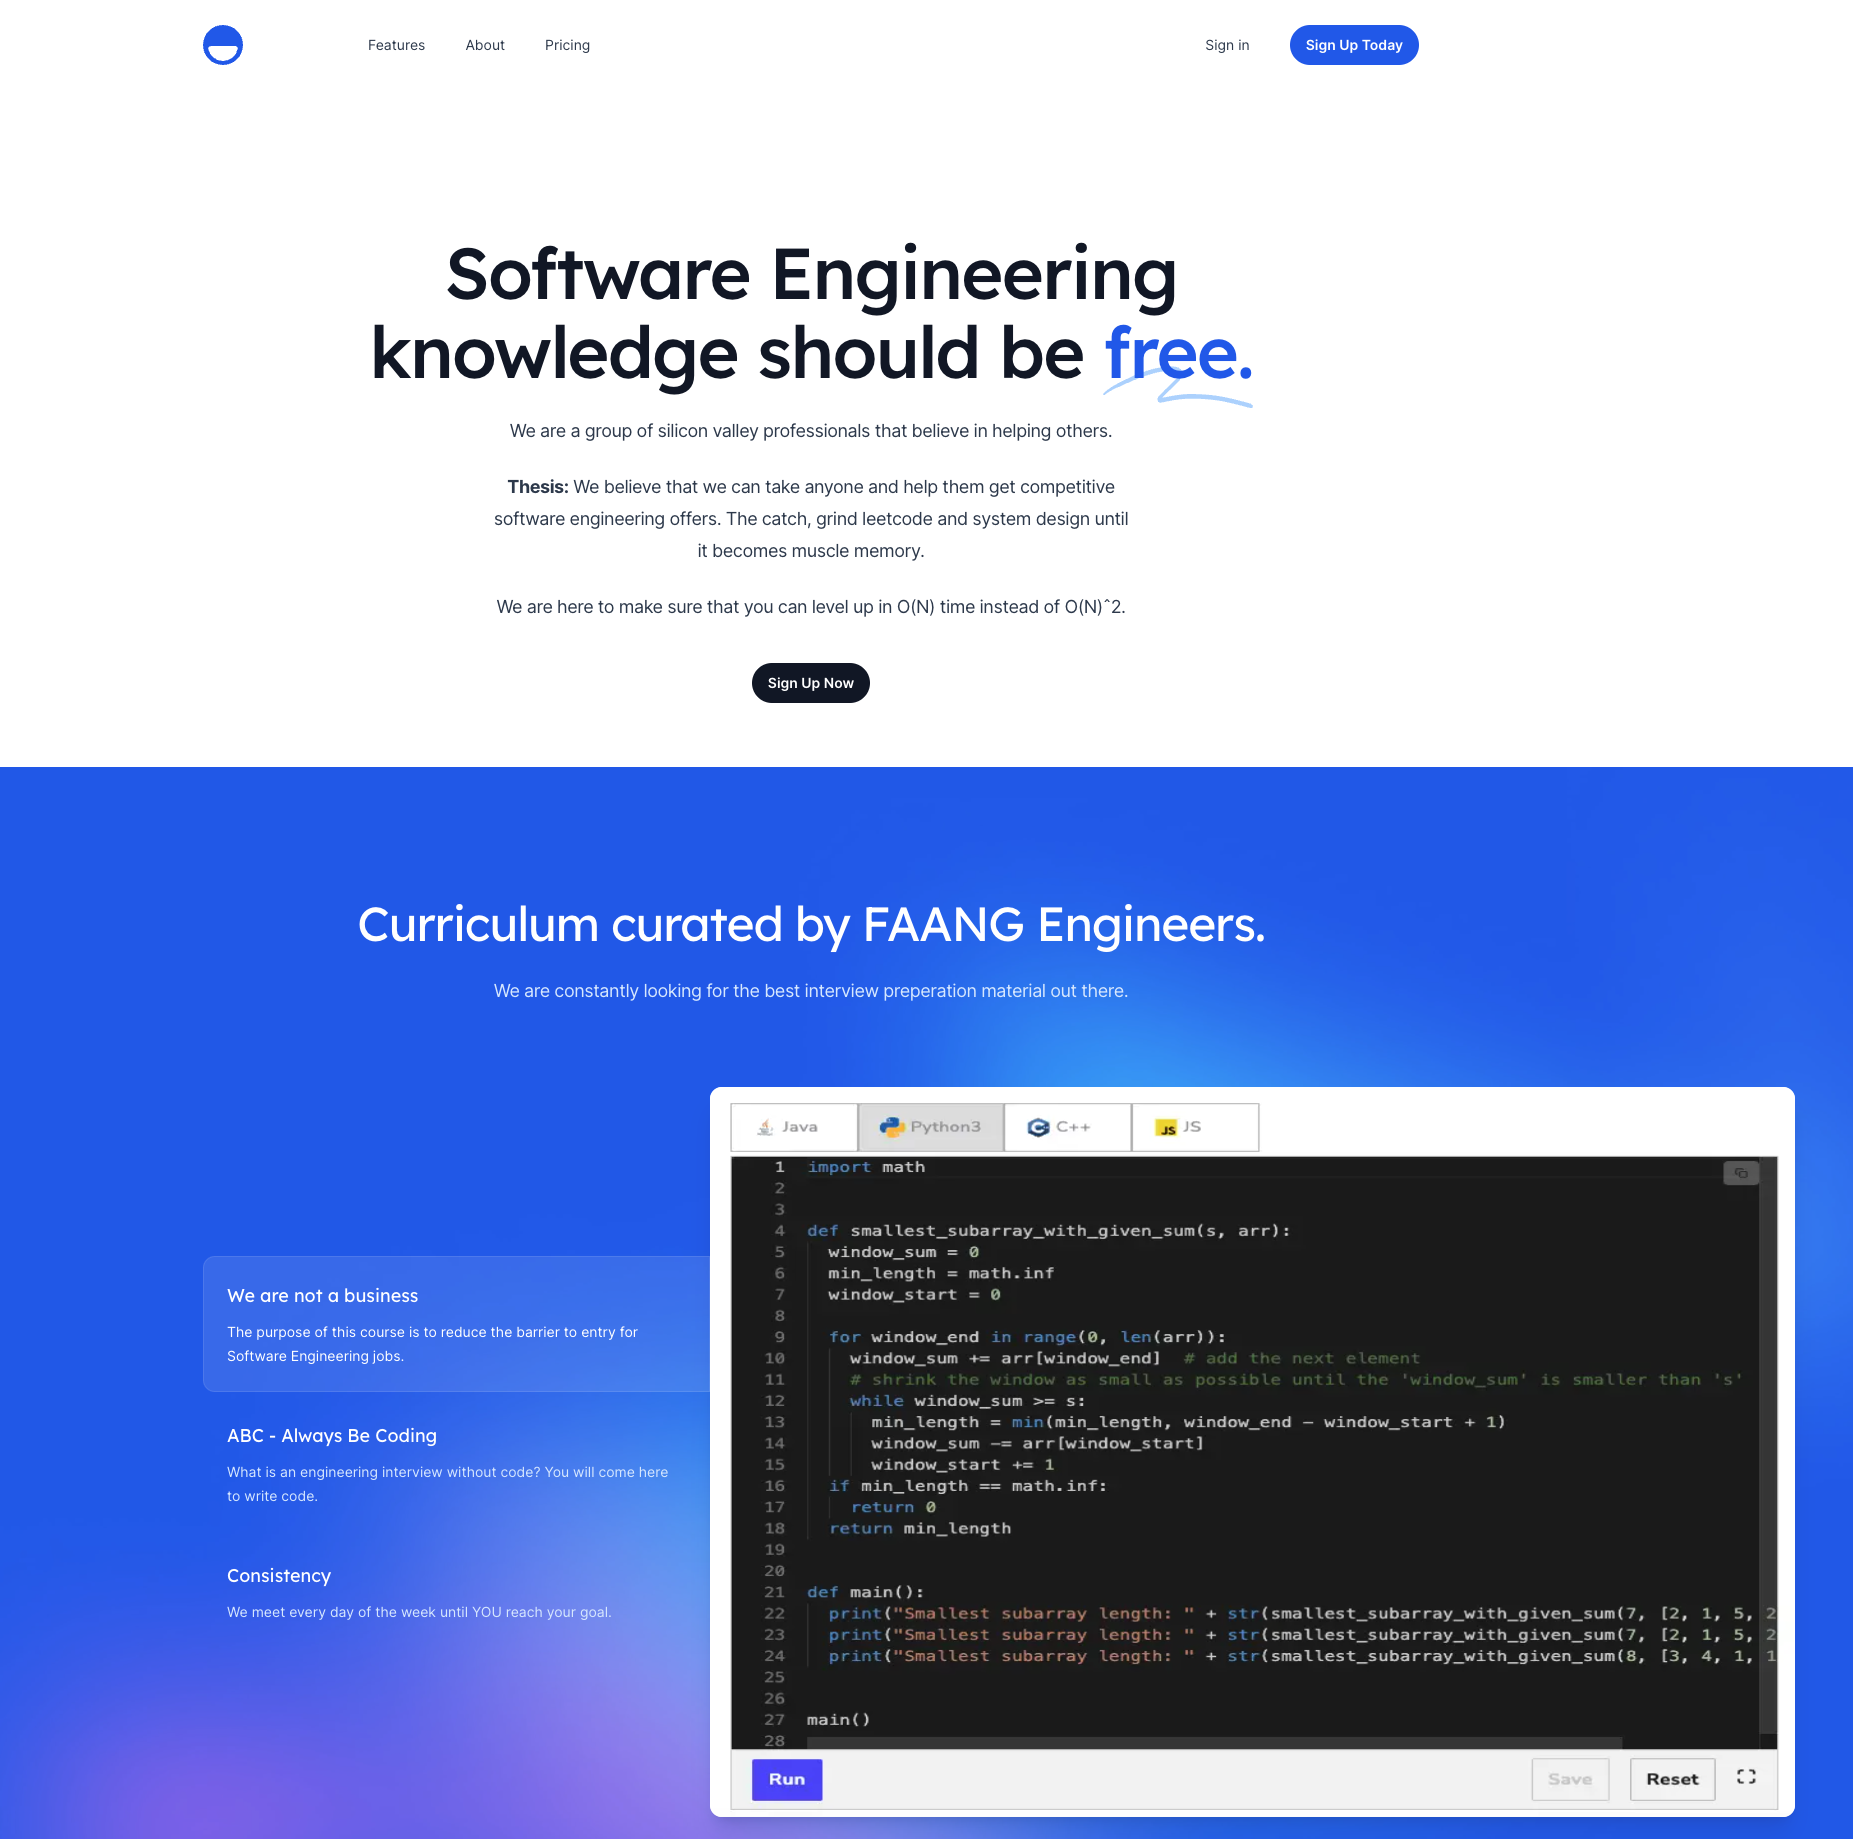 Features About Pricing Sign in Sign Up Today
Software Engineering
knowledge should be free.
We are a group of silicon valley professionals that believe in helping others.
Thesis: We believe that we can take anyone and help them get competitive
software engineering offers. The catch, grind leetcode and system design until
it becomes muscle memory.
We are here to make sure that you can level up in O(N) time instead of O(N)^2.
Sign Up Now
Curriculum curated by FAANG Engineers.
We are constantly looking for the best interview preperation material out there.
We are not a business
The purpose of this course is to reduce the barrier to entry for
Software Engineering jobs.
ABC - Always Be Coding
What is an engineering interview without code? You will come here
to write code.
Consistency
We meet every day of the week until YOU reach your goal.
Java Python3 C++ JS JS
1 import math
2
3
4 def smallest_subarray_with_given_sum(s, arr):
5 window_sum = 0
6 min_length = math.inf
7 window_start = 0
8
9 for window_end in range(0, len(arr)):
10 window_sum += arr[window_end]  # add the next element
11 # shrink the window as small as possible until the 'window_sum' is smaller than 's'
12 while window_sum >= s:
13 min_length = min(min_length, window_end - window_start + 1)
14 window_sum -= arr[window_start]
15 window_start += 1
16 if min_length == math.inf:
17 return 0
18 return min_length
19
20
21 def main():
22 print("Smallest subarray length: " + str(smallest_subarray_with_given_sum(7, [2, 1, 5, 2
23 print("Smallest subarray length: " + str(smallest_subarray_with_given_sum(7, [2, 1, 5, 2
24 print("Smallest subarray length: " + str(smallest_subarray_with_given_sum(8, [3, 4, 1, 1
25
26
27 main()
28
Run Save Reset